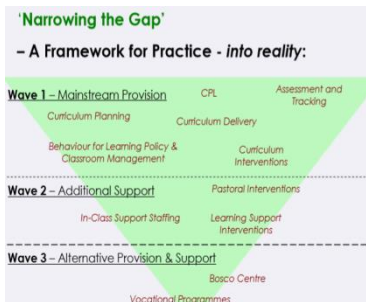 'Narrowing the Gap'
– A Framework for Practice - into reality:
Wave 1 – Mainstream Provision
CPL
Assessment and
Tracking
Curriculum Planning
Curriculum Delivery
Behaviour for Learning Policy &
Classroom Management
Curriculum
Interventions
Wave 2 – Additional Support
Pastoral Interventions
In-Class Support Staffing
Learning Support
Interventions
Wave 3 – Alternative Provision & Support
Bosco Centre
Vocational Programmes